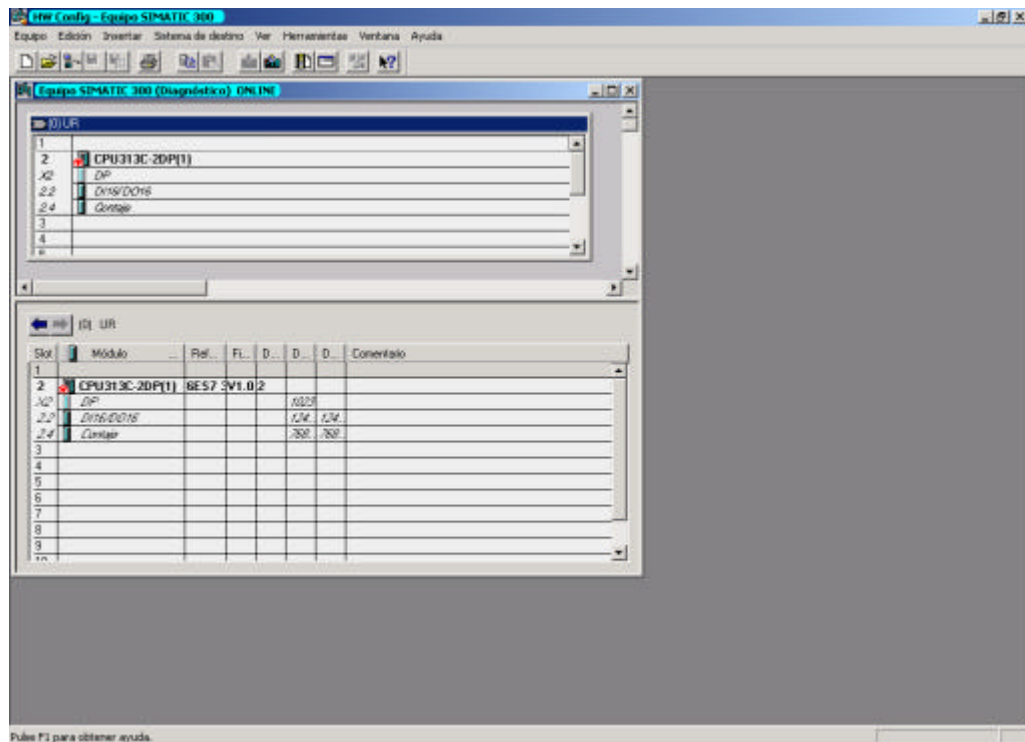 HW Config - Equipo SIMATIC 300
Equipo Edición Insertar Sistema de destino Ver Herramientas Ventana Ayuda
Equipo SIMATIC 300 (Diagnóstico) ONLINE
(0) UR
1
2 CPU313C-2DP(1)
X2 DP
2.2 DI16/DO16
2.4 Contaje
3
4
(0) UR
Slot Módulo ... Ref... Fi... D... D... D... Comentario
1
2 CPU313C-2DP(1) 6ES7 3 V1.0 2
X2 DP 1023
2.2 DI16/DO16 124... 124...
2.4 Contaje 768... 768...
3
4
5
6
7
8
9
10
Pulse F1 para obtener ayuda.